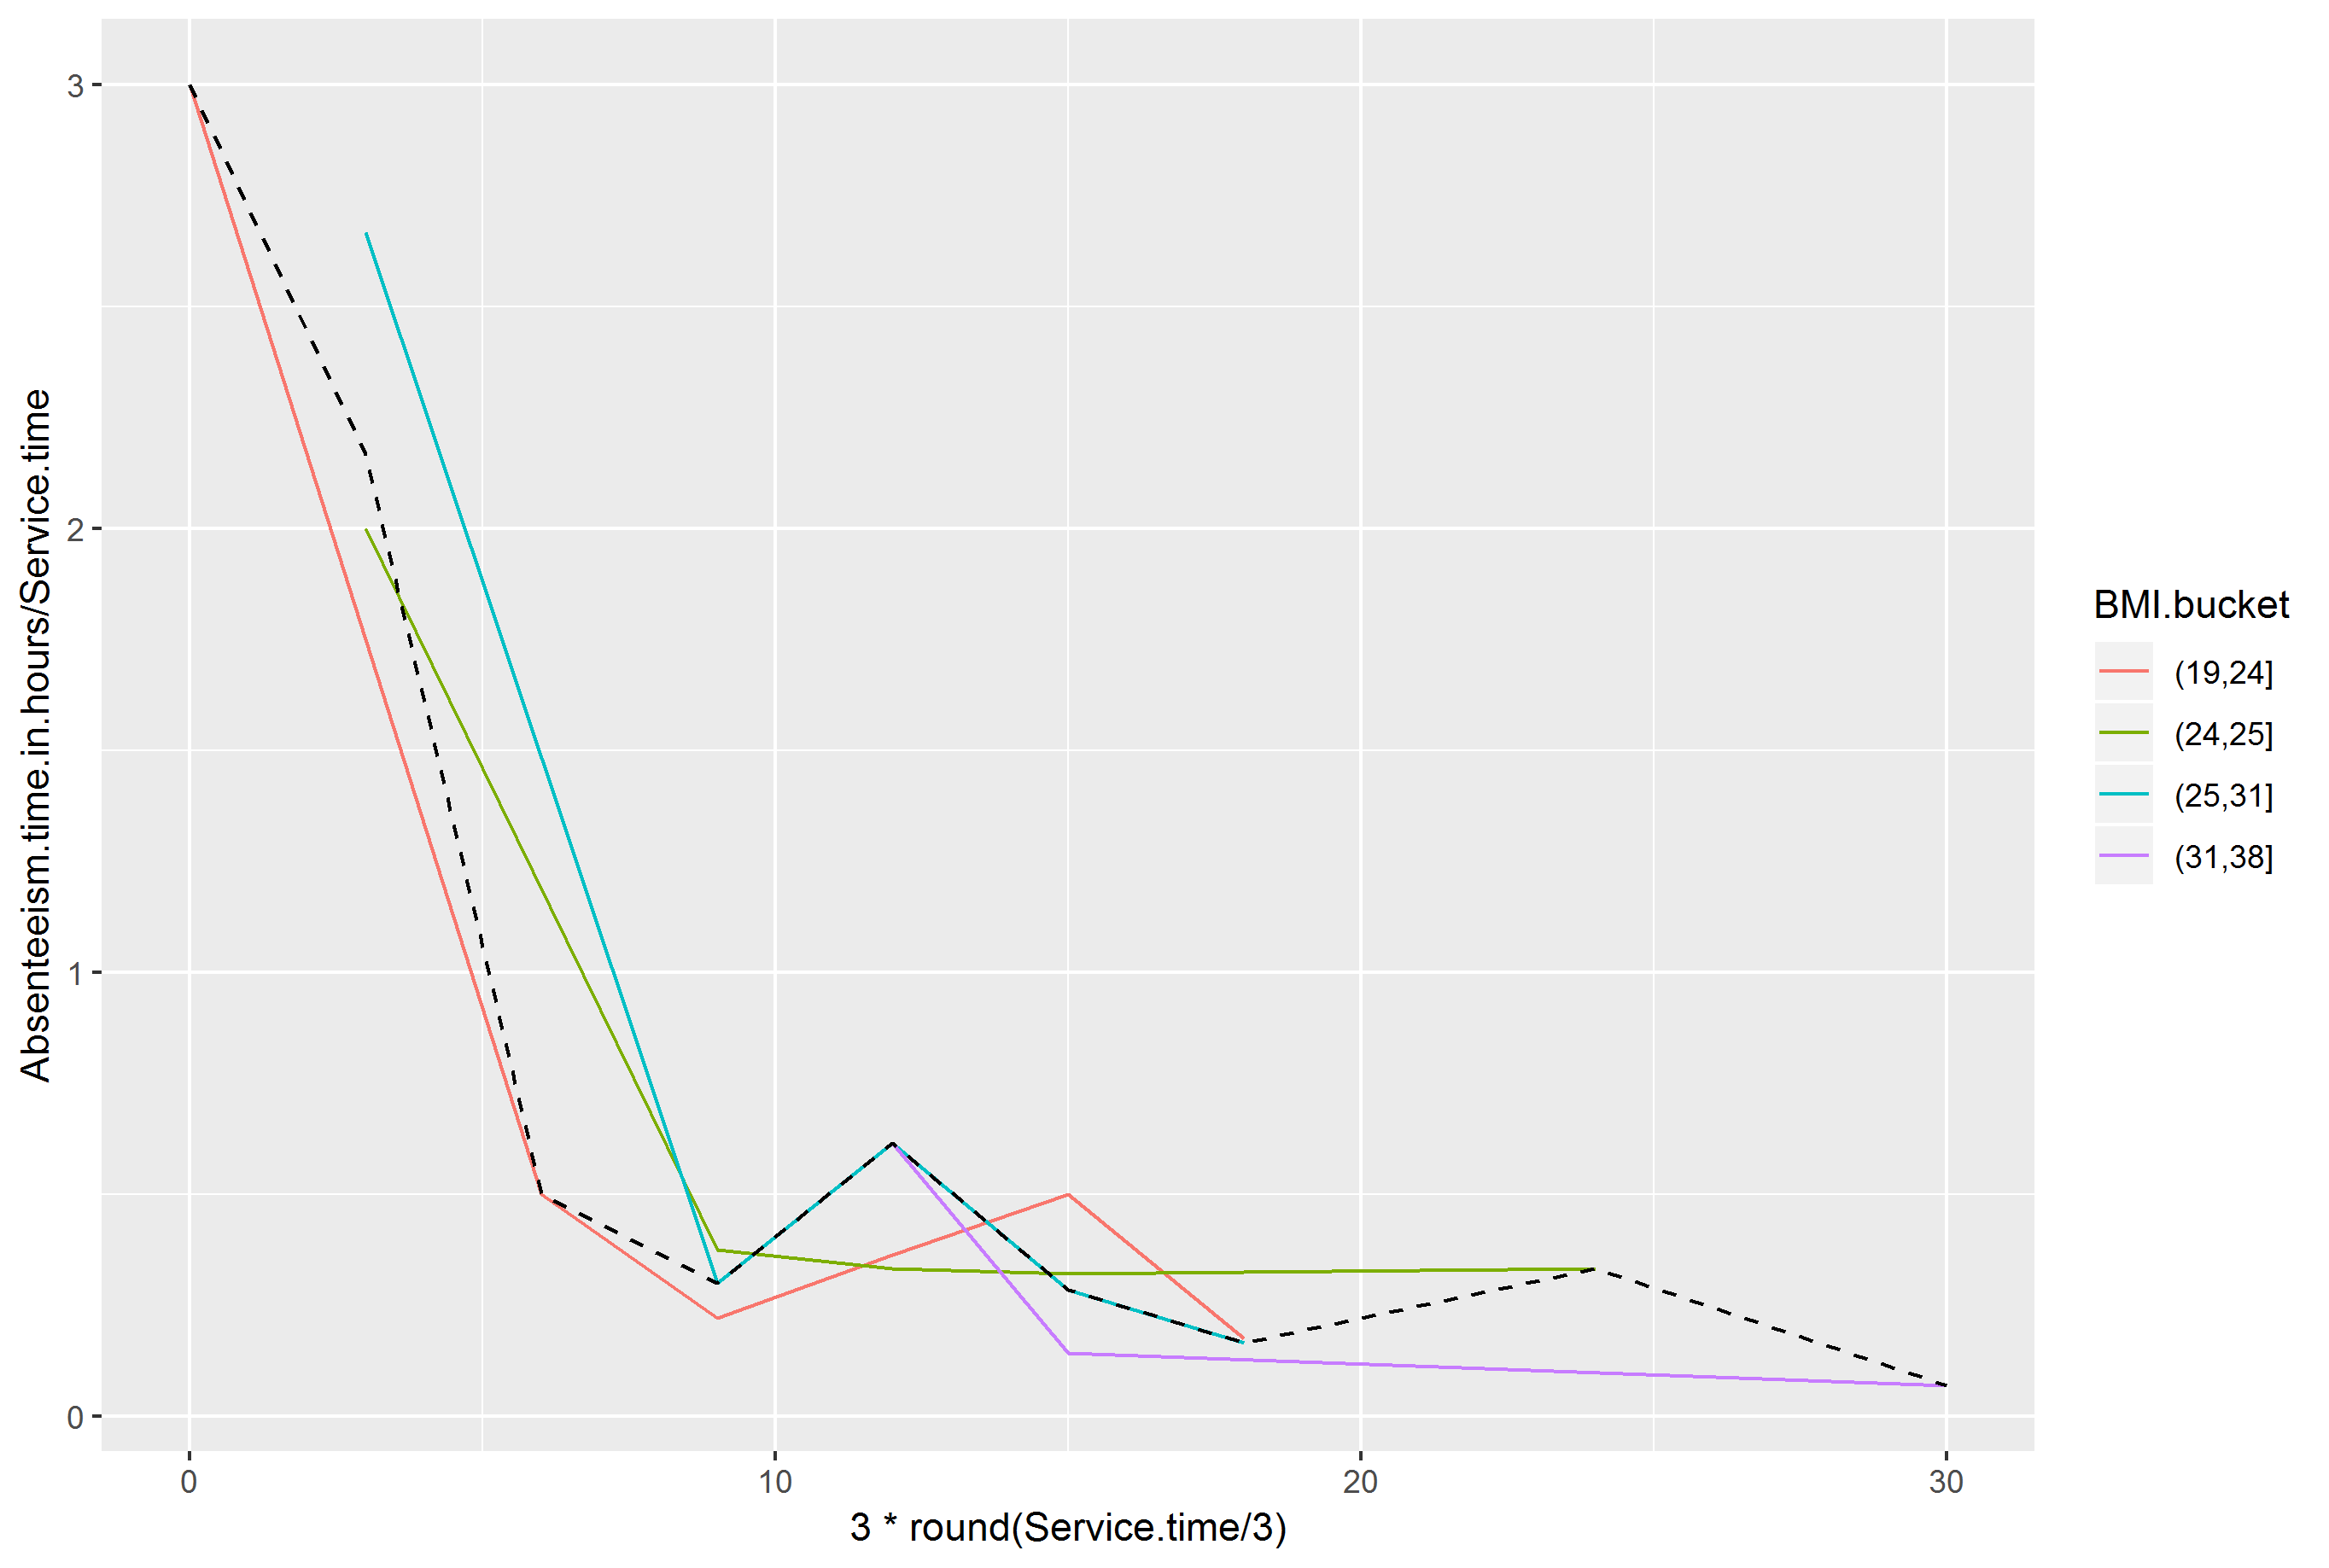 Absenteeism.time.in.hours/Service.time
3
2
1
0
0 10 20 30
3 * round(Service.time/3)
BMI.bucket
(19,24]
(24,25]
(25,31]
(31,38]